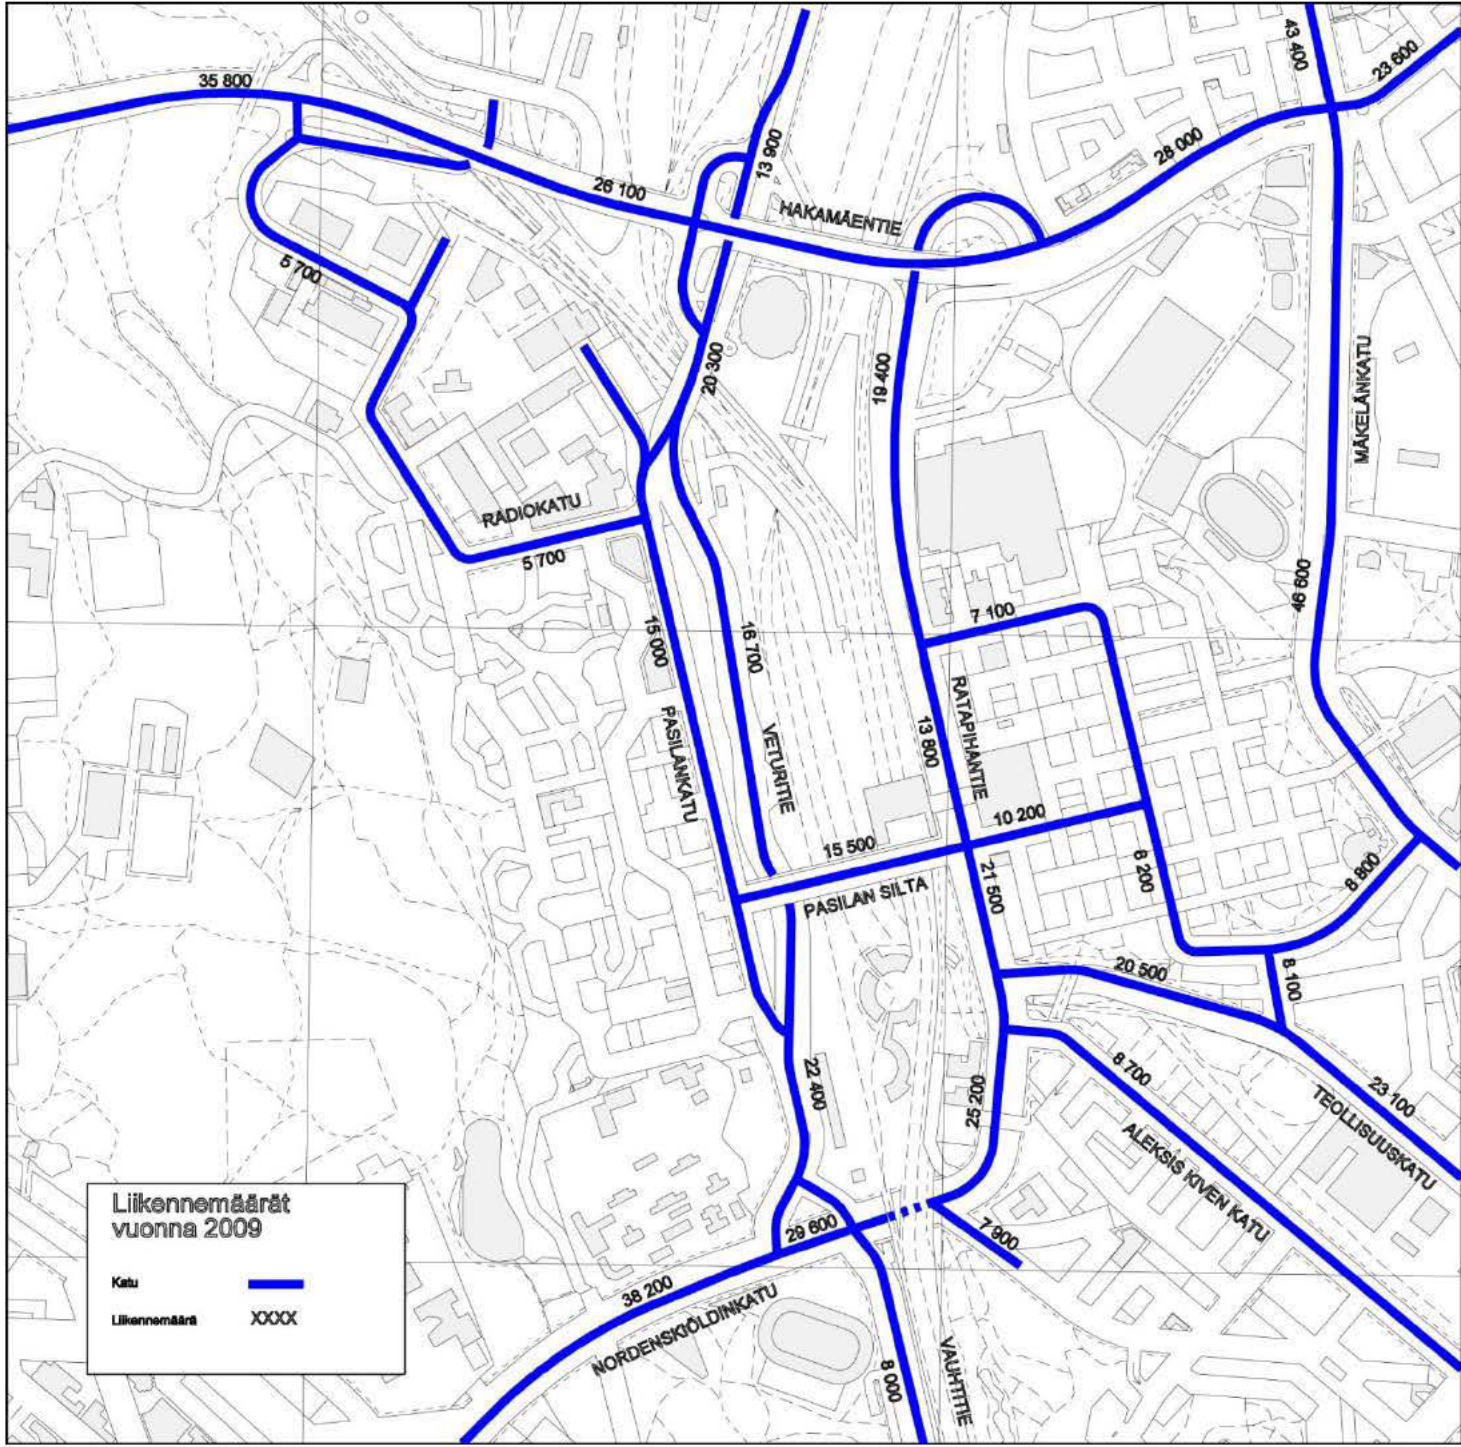 43 400
23 600
35 800
13 900
28 000
26 100
HAKAMÄENTIE
5 700
20 300
19 400
MÄKELÄNKATU
RADIOKATU
5 700
46 600
7 100
15 000
16 700
RATAPIHANTIE
13 800
PASILANKATU
VETURITIE
10 200
15 500
8 200
8 800
21 500
PASILAN SILTA
20 500
8 100
22 400
8 700
25 200
23 100
TEOLLISUUSKATU
ALEKSIS KIVEN KATU
Liikennemäärät
vuonna 2009
29 600
7 900
Katu
38 200
Liikennemäärä XXXX
NORDENSKIÖLDINKATU
8 000
VAUHTITIE